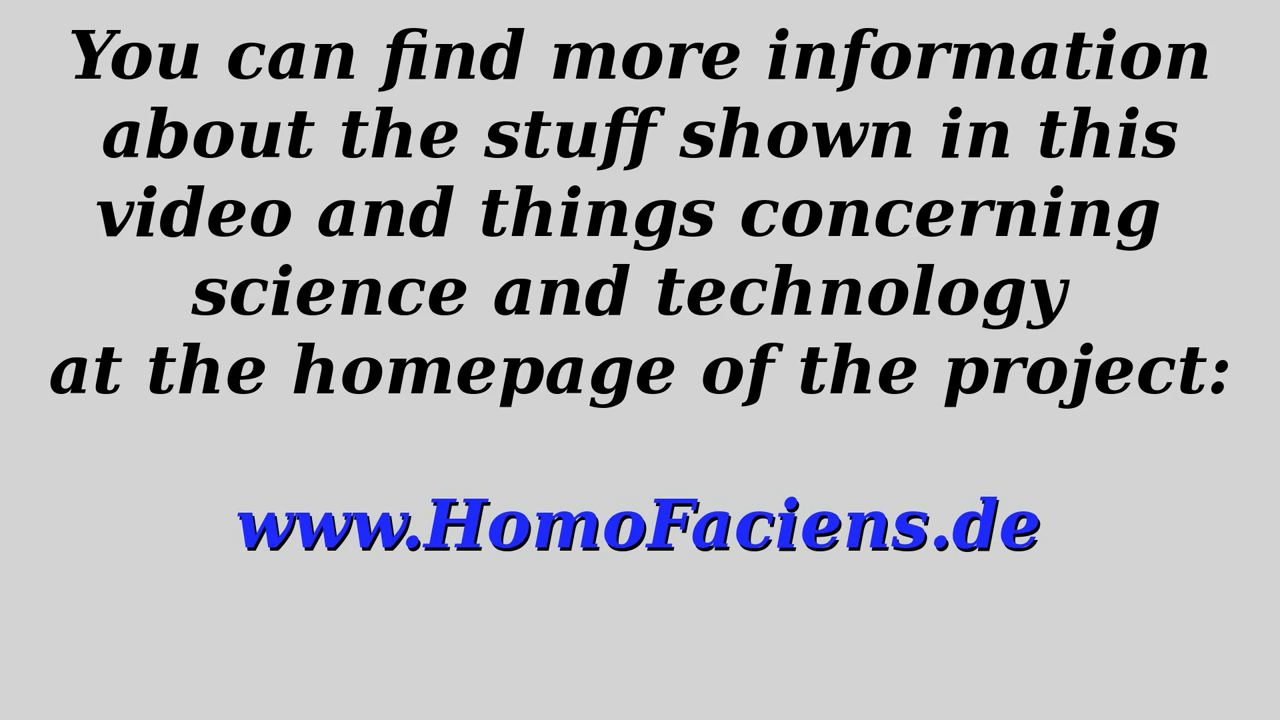 You can find more information
about the stuff shown in this
video and things concerning
science and technology
at the homepage of the project:
www.HomoFaciens.de